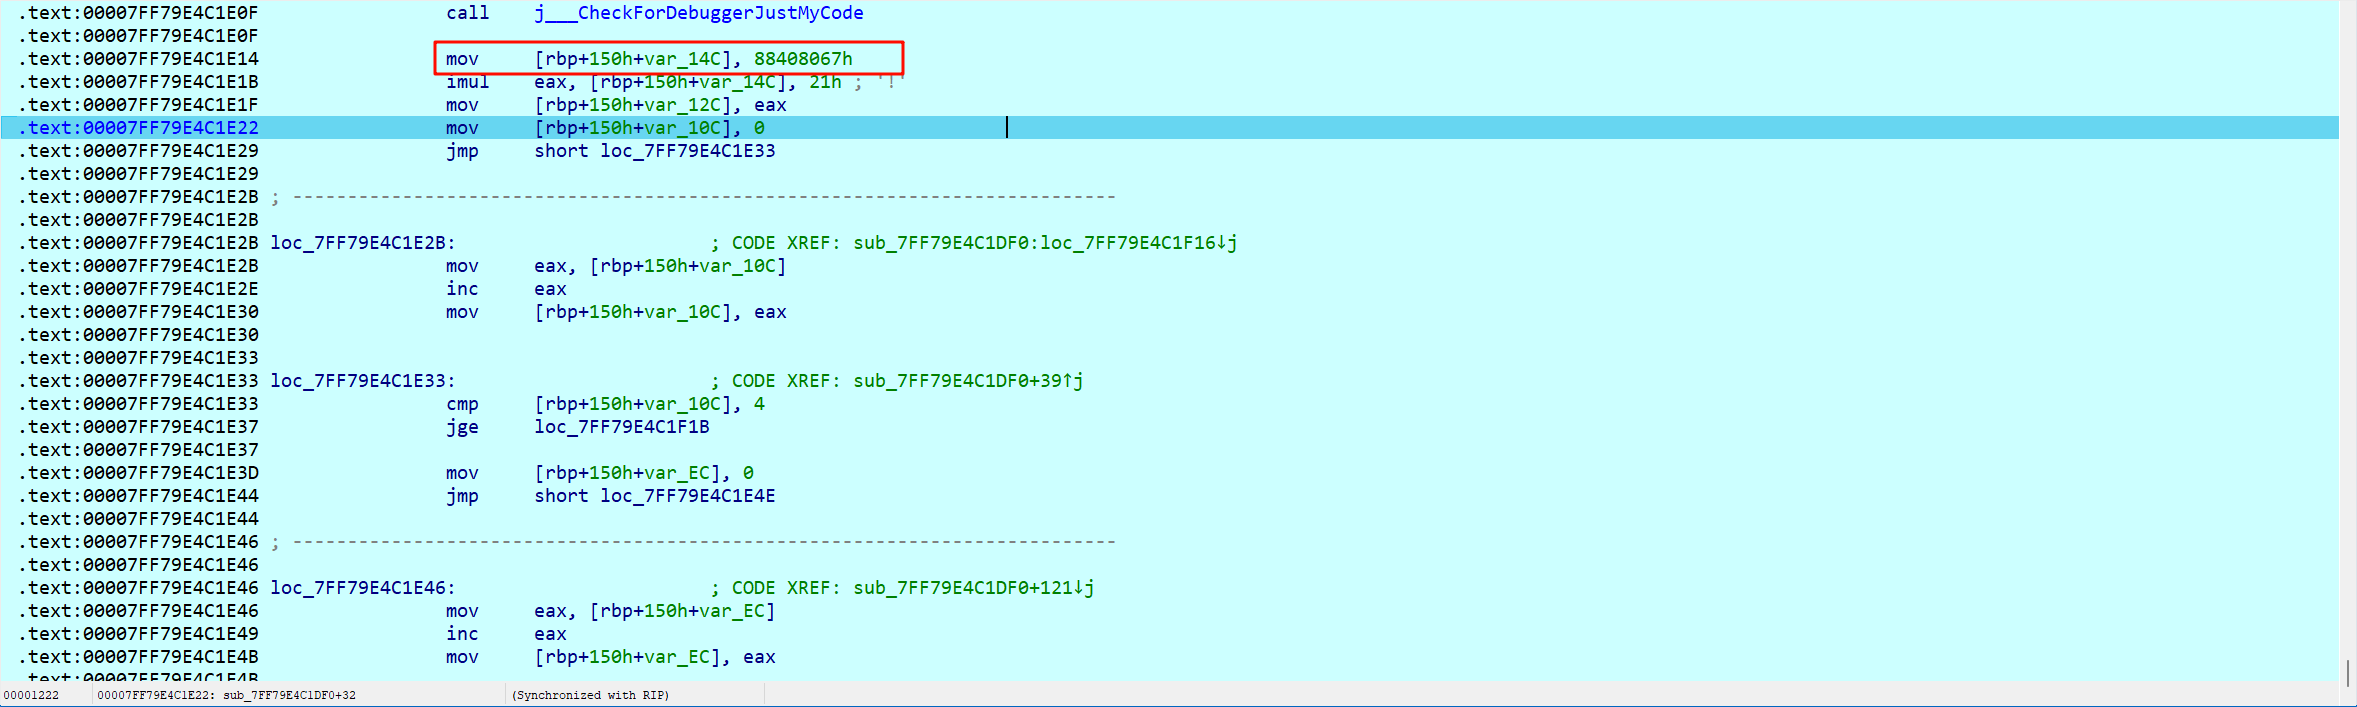 .text:00007FF79E4C1E0F call j___CheckForDebuggerJustMyCode
.text:00007FF79E4C1E0F
.text:00007FF79E4C1E14 mov [rbp+150h+var_14C], 88408067h
.text:00007FF79E4C1E1B imul eax, [rbp+150h+var_14C], 21h ; '!'
.text:00007FF79E4C1E1F mov [rbp+150h+var_12C], eax
.text:00007FF79E4C1E22 mov [rbp+150h+var_10C], 0
.text:00007FF79E4C1E29 jmp short loc_7FF79E4C1E33
.text:00007FF79E4C1E29
.text:00007FF79E4C1E2B ; ---------------------------------------------------------------------------
.text:00007FF79E4C1E2B
.text:00007FF79E4C1E2B loc_7FF79E4C1E2B: ; CODE XREF: sub_7FF79E4C1DF0:loc_7FF79E4C1F16↓j
.text:00007FF79E4C1E2B mov eax, [rbp+150h+var_10C]
.text:00007FF79E4C1E2E inc eax
.text:00007FF79E4C1E30 mov [rbp+150h+var_10C], eax
.text:00007FF79E4C1E30
.text:00007FF79E4C1E33
.text:00007FF79E4C1E33 loc_7FF79E4C1E33: ; CODE XREF: sub_7FF79E4C1DF0+39↑j
.text:00007FF79E4C1E33 cmp [rbp+150h+var_10C], 4
.text:00007FF79E4C1E37 jge loc_7FF79E4C1F1B
.text:00007FF79E4C1E37
.text:00007FF79E4C1E3D mov [rbp+150h+var_EC], 0
.text:00007FF79E4C1E44 jmp short loc_7FF79E4C1E4E
.text:00007FF79E4C1E44
.text:00007FF79E4C1E46 ; ---------------------------------------------------------------------------
.text:00007FF79E4C1E46
.text:00007FF79E4C1E46 loc_7FF79E4C1E46: ; CODE XREF: sub_7FF79E4C1DF0+121↓j
.text:00007FF79E4C1E46 mov eax, [rbp+150h+var_EC]
.text:00007FF79E4C1E49 inc eax
.text:00007FF79E4C1E4B mov [rbp+150h+var_EC], eax
.text:00007FF79E4C1E4B
00001222 00007FF79E4C1E22: sub_7FF79E4C1DF0+32 (Synchronized with RIP)